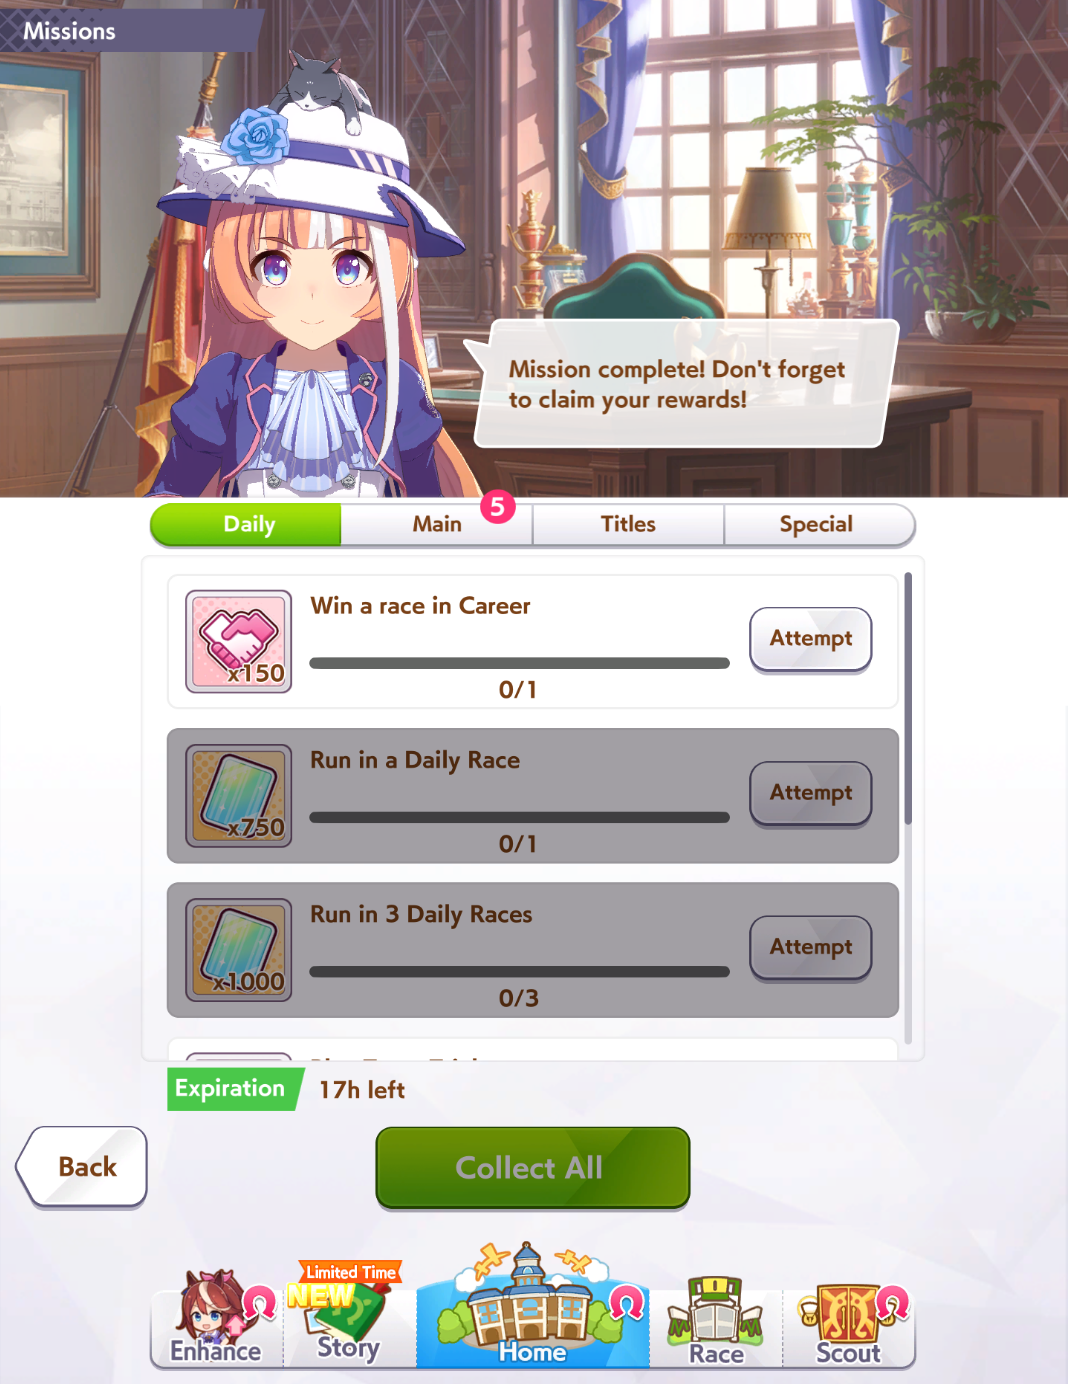 Missions
Mission complete! Don't forget
to claim your rewards!
Daily
Main
5
Titles
Special
Win a race in Career
x150
0/1
Attempt
Run in a Daily Race
x750
0/1
Attempt
Run in 3 Daily Races
x1000
0/3
Attempt
Expiration
17h left
Back
Collect All
Enhance
Limited Time
NEW
Story
Home
Race
Scout